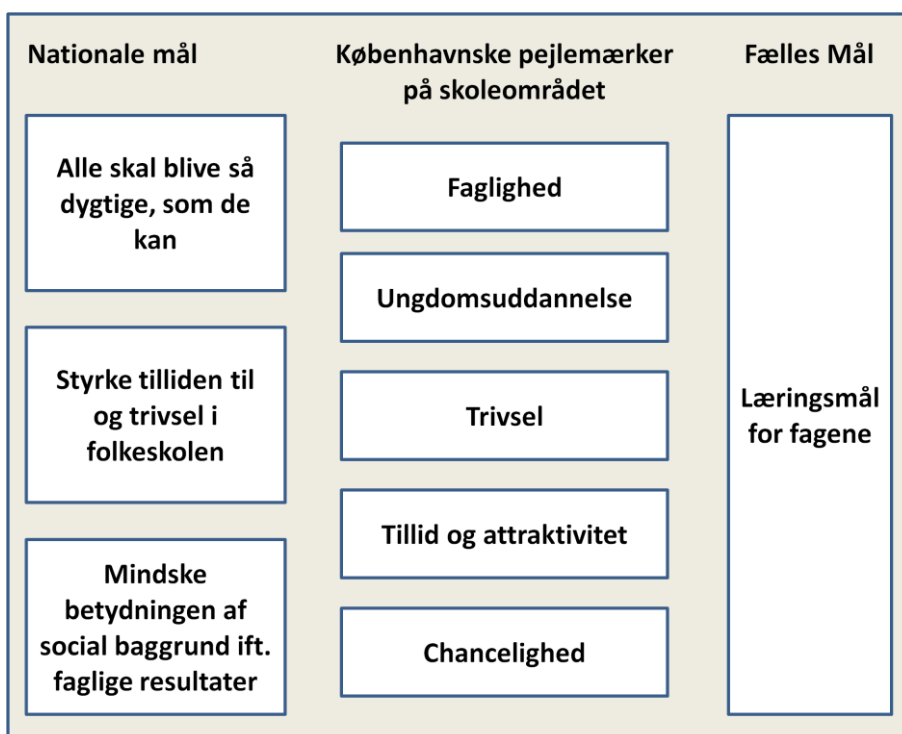 Nationale mål
Alle skal blive så
dygtige, som de
kan
Styrke tilliden til
og trivsel i
folkeskolen
Mindske
betydningen af
social baggrund ift.
faglige resultater
Københavnske pejlemærker
på skoleområdet
Faglighed
Ungdomsuddannelse
Trivsel
Tillid og attraktivitet
Chancelighed
Fælles Mål
Læringsmål
for fagene